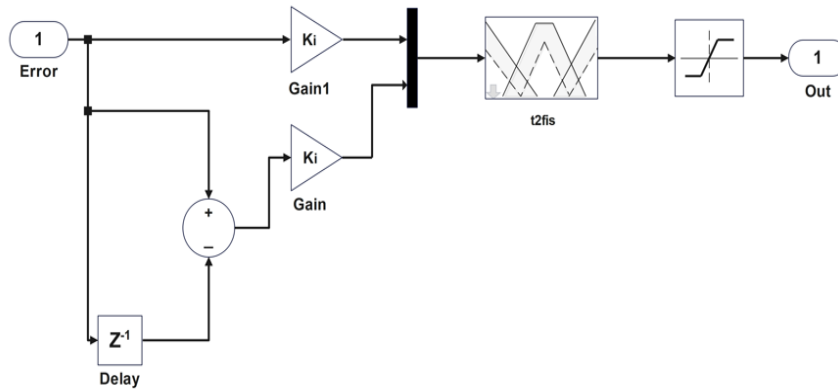 1
Error
Ki
Gain1
t2fis
1
Out
Ki
Gain
+
−
Z-1
Delay